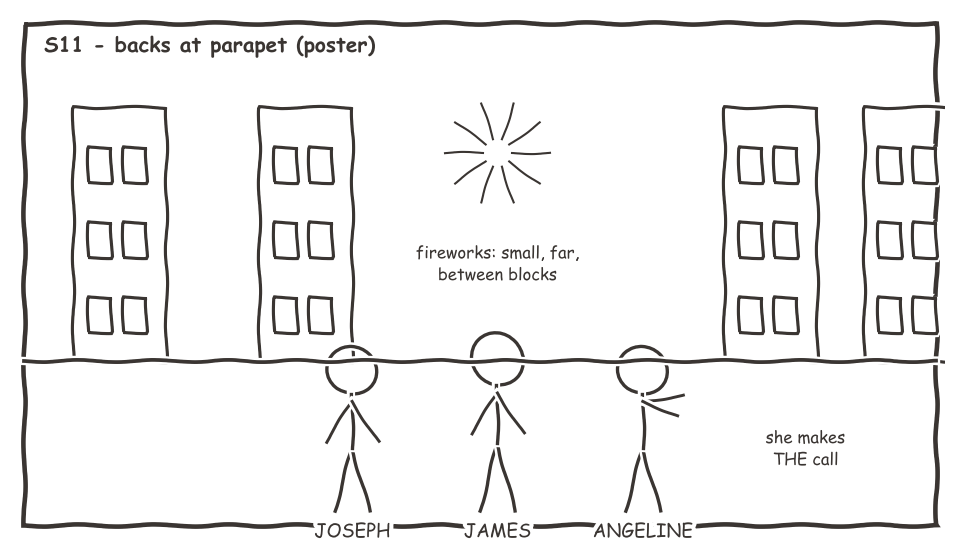 S11 - backs at parapet (poster)
fireworks: small, far,
between blocks
she makes
THE call
JOSEPH
JAMES
ANGELINE